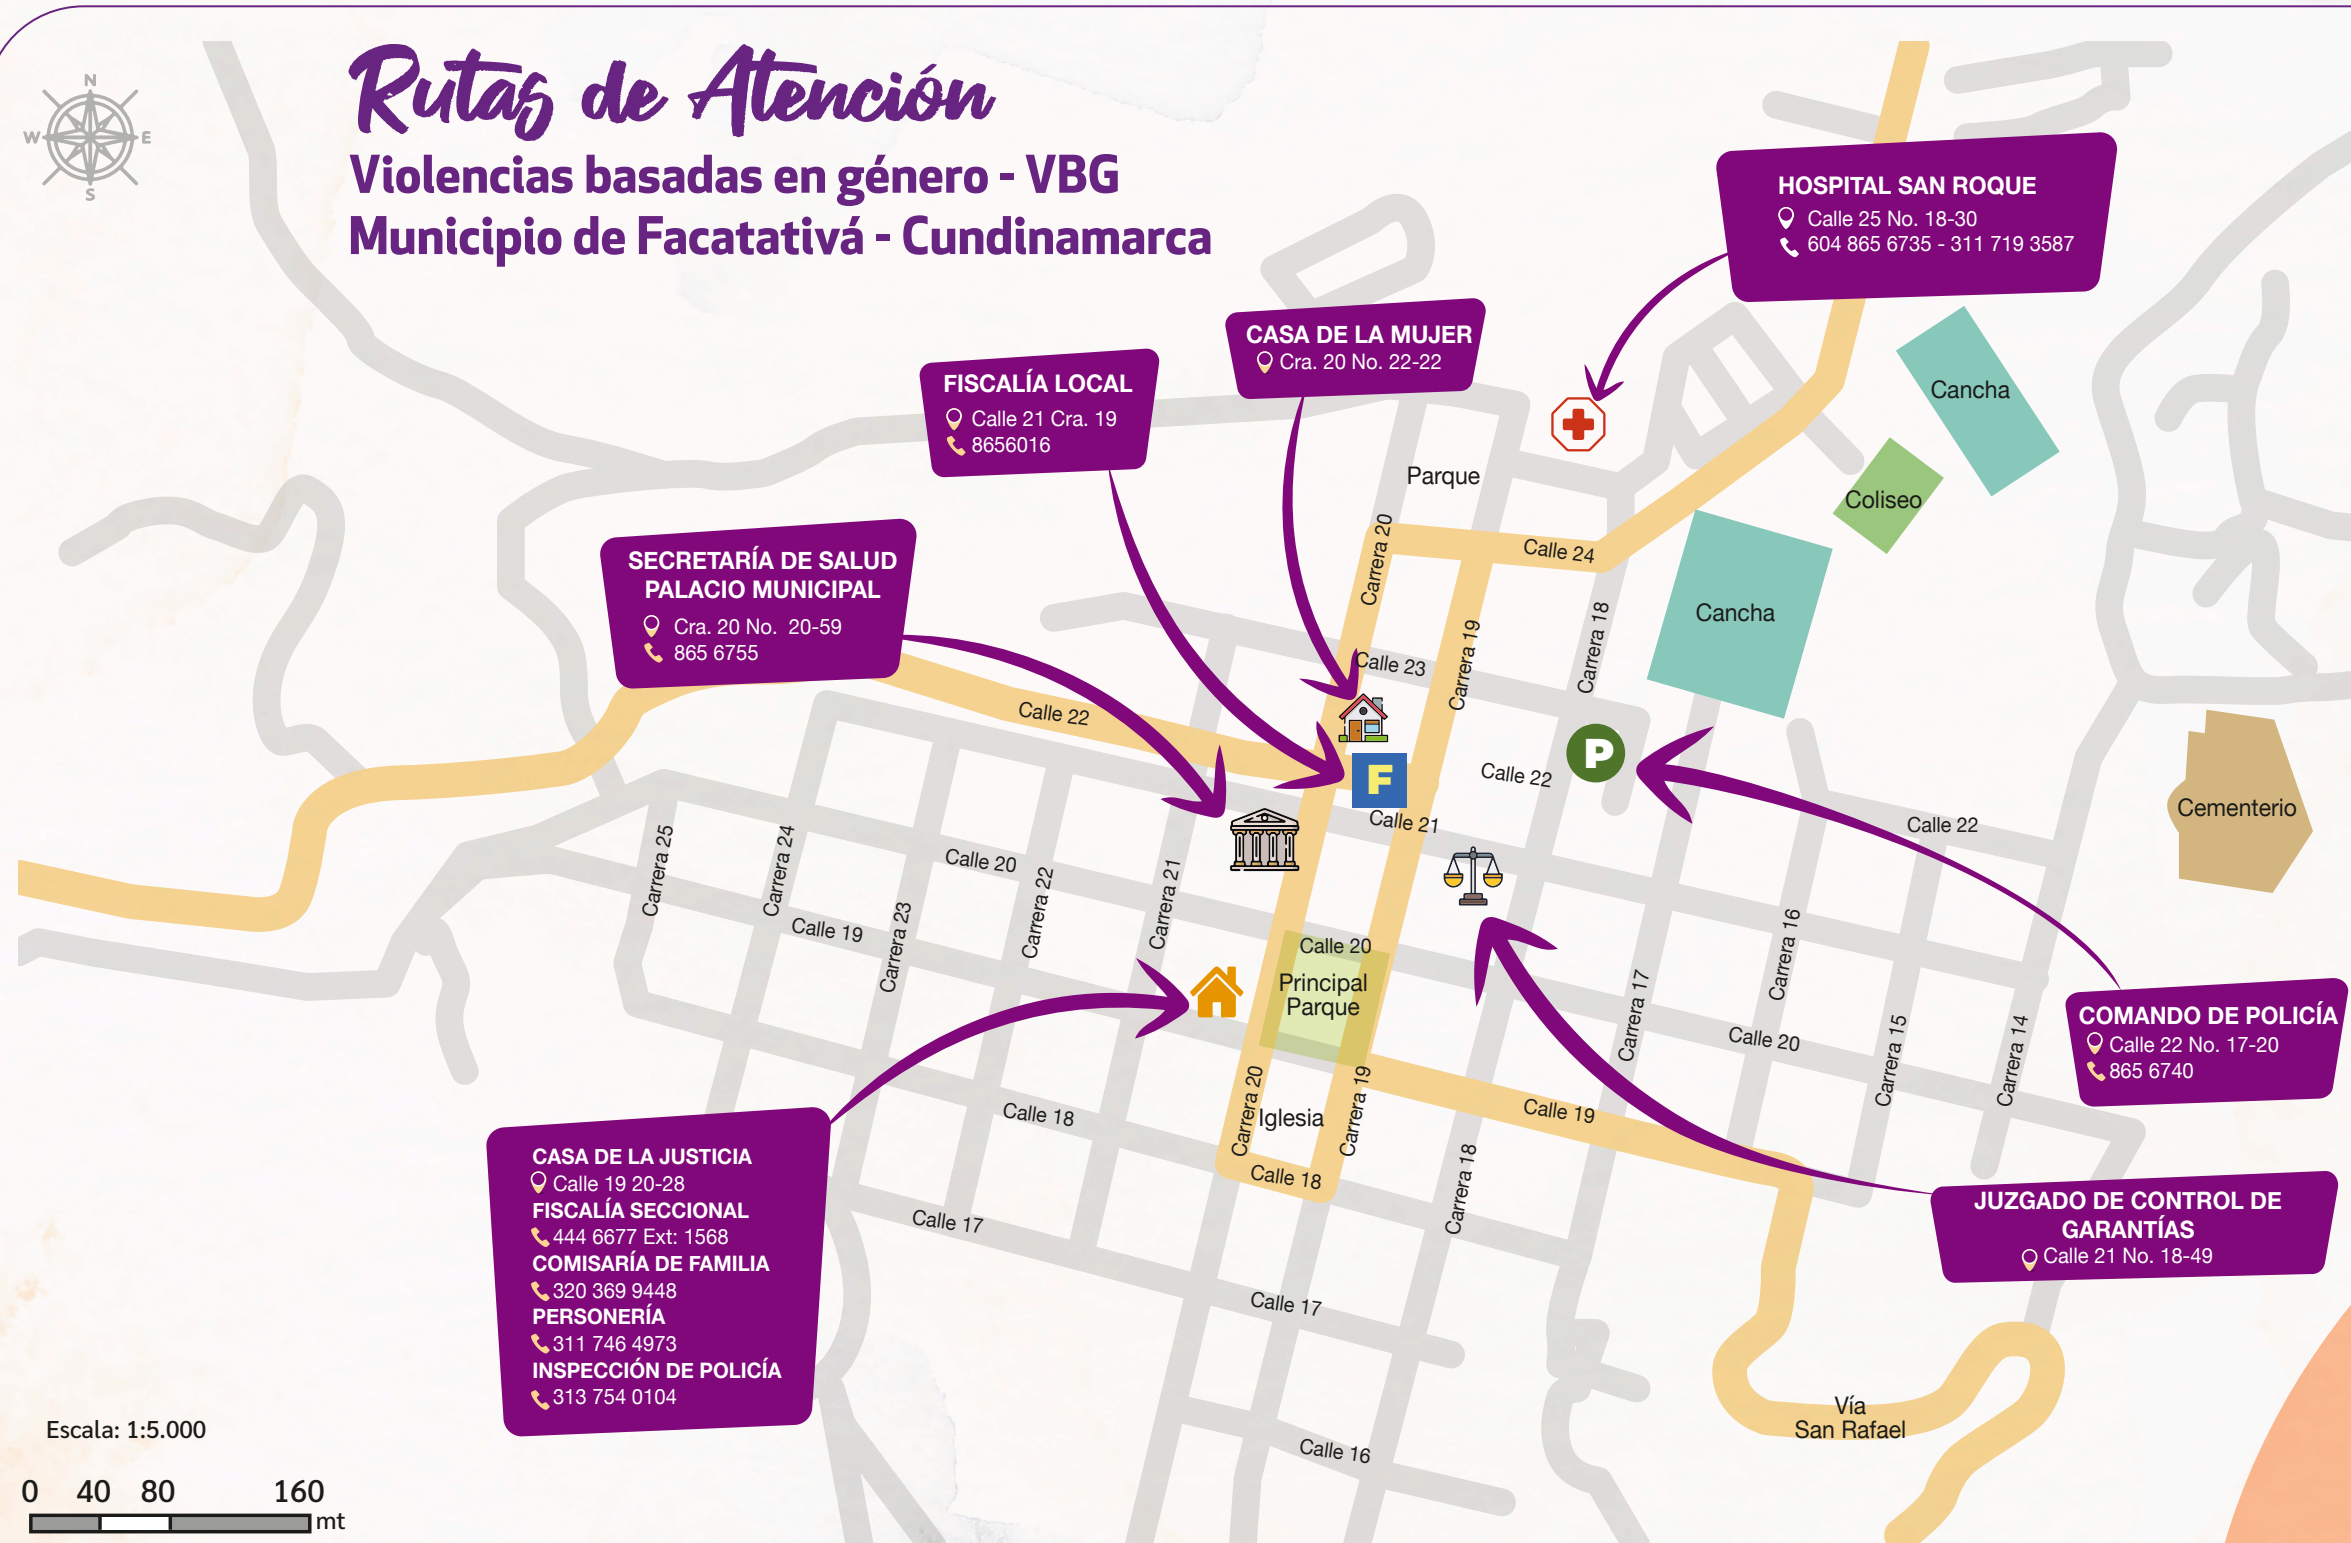 N
W
E
S
Rutas de Atención
Violencias basadas en género - VBG
Municipio de Facatativá - Cundinamarca
HOSPITAL SAN ROQUE
Calle 25 No. 18-30
604 865 6735 - 311 719 3587
CASA DE LA MUJER
Cra. 20 No. 22-22
FISCALÍA LOCAL
Calle 21 Cra. 19
8656016
SECRETARÍA DE SALUD
PALACIO MUNICIPAL
Cra. 20 No. 20-59
865 6755
Cancha
Coliseo
Parque
Carrera 20
Calle 24
Cancha
Carrera 18
Carrera 19
Calle 23
Calle 22
P
F
Calle 22
Calle 21
Calle 22
Cementerio
Carrera 25
Carrera 24
Calle 20
Carrera 22
Carrera 21
Calle 19
Carrera 23
Calle 20
Principal
Parque
Carrera 16
Carrera 17
Calle 20
Carrera 15
Carrera 14
COMANDO DE POLICÍA
Calle 22 No. 17-20
865 6740
Calle 18
Carrera 20
Iglesia
Carrera 19
Calle 19
Calle 18
Carrera 18
Calle 17
Calle 17
CASA DE LA JUSTICIA
Calle 19 20-28
FISCALÍA SECCIONAL
444 6677 Ext: 1568
COMISARÍA DE FAMILIA
320 369 9448
PERSONERÍA
311 746 4973
INSPECCIÓN DE POLICÍA
313 754 0104
JUZGADO DE CONTROL DE
GARANTÍAS
Calle 21 No. 18-49
Vía
San Rafael
Calle 16
Escala: 1:5.000
0 40 80 160
mt